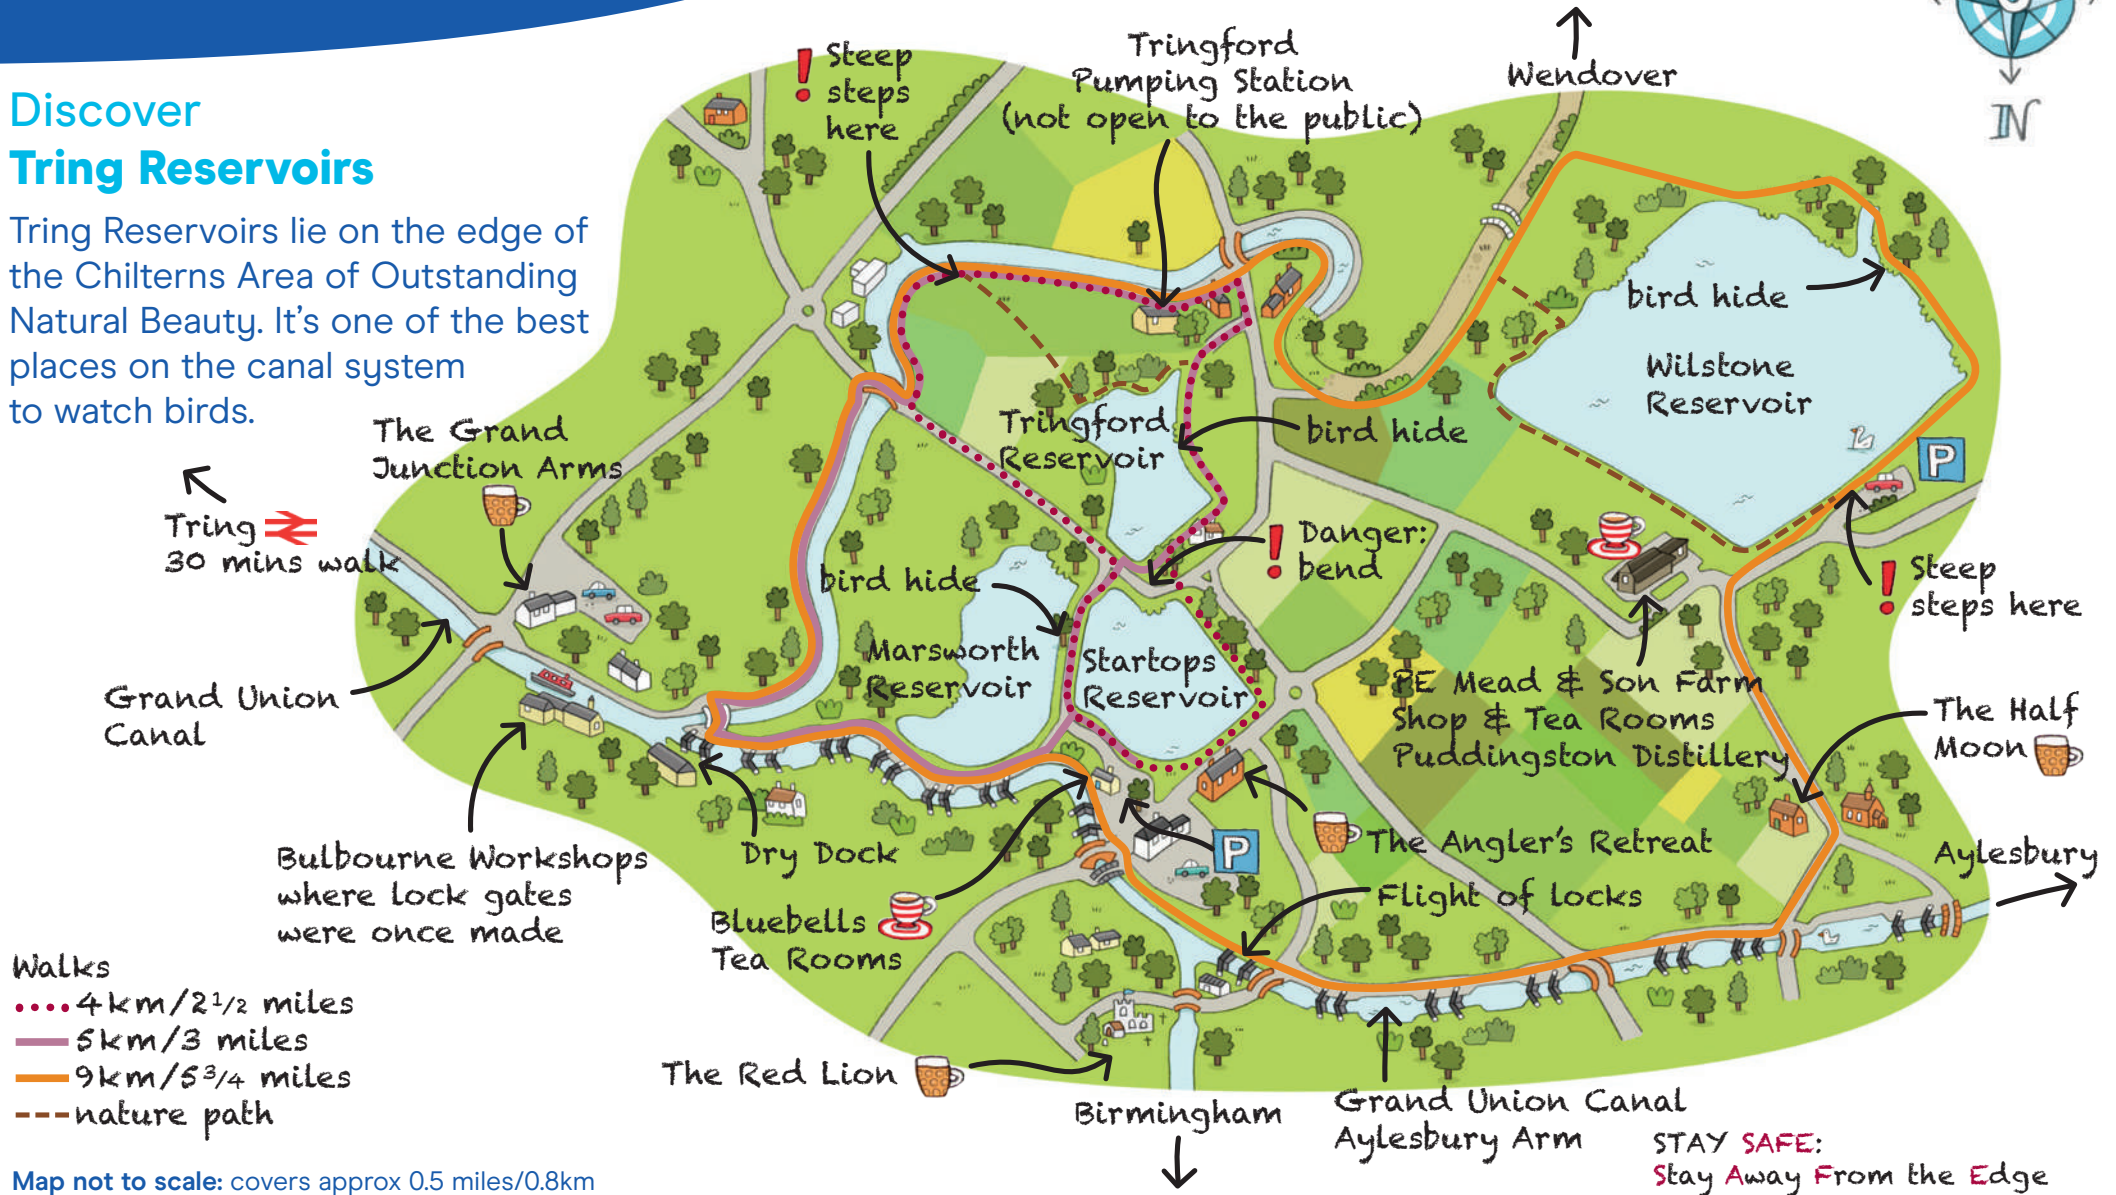 Discover
Tring Reservoirs
Tring Reservoirs lie on the edge of
the Chilterns Area of Outstanding
Natural Beauty. It's one of the best
places on the canal system
to watch birds.
! Steep
steps
here
Tringford
Pumping Station
(not open to the public)
Wendover
N
The Grand
Junction Arms
Tring
30 mins walk
Grand Union
Canal
Tringford
Reservoir
bird hide
bird hide
Wilstone
Reservoir
P
! Danger:
bend
! Steep
steps here
bird hide
Marsworth
Reservoir
Startops
Reservoir
PE Mead & Son Farm
Shop & Tea Rooms
Puddingston Distillery
The Half
Moon
Bulbourne Workshops
where lock gates
were once made
Dry Dock
P
The Angler's Retreat
Aylesbury
Bluebells
Tea Rooms
Flight of locks
The Red Lion
Birmingham
Grand Union Canal
Aylesbury Arm
Walks
4km/2 1/2 miles
5km/3 miles
9km/5 3/4 miles
nature path
Map not to scale: covers approx 0.5 miles/0.8km
STAY SAFE:
Stay Away From the Edge